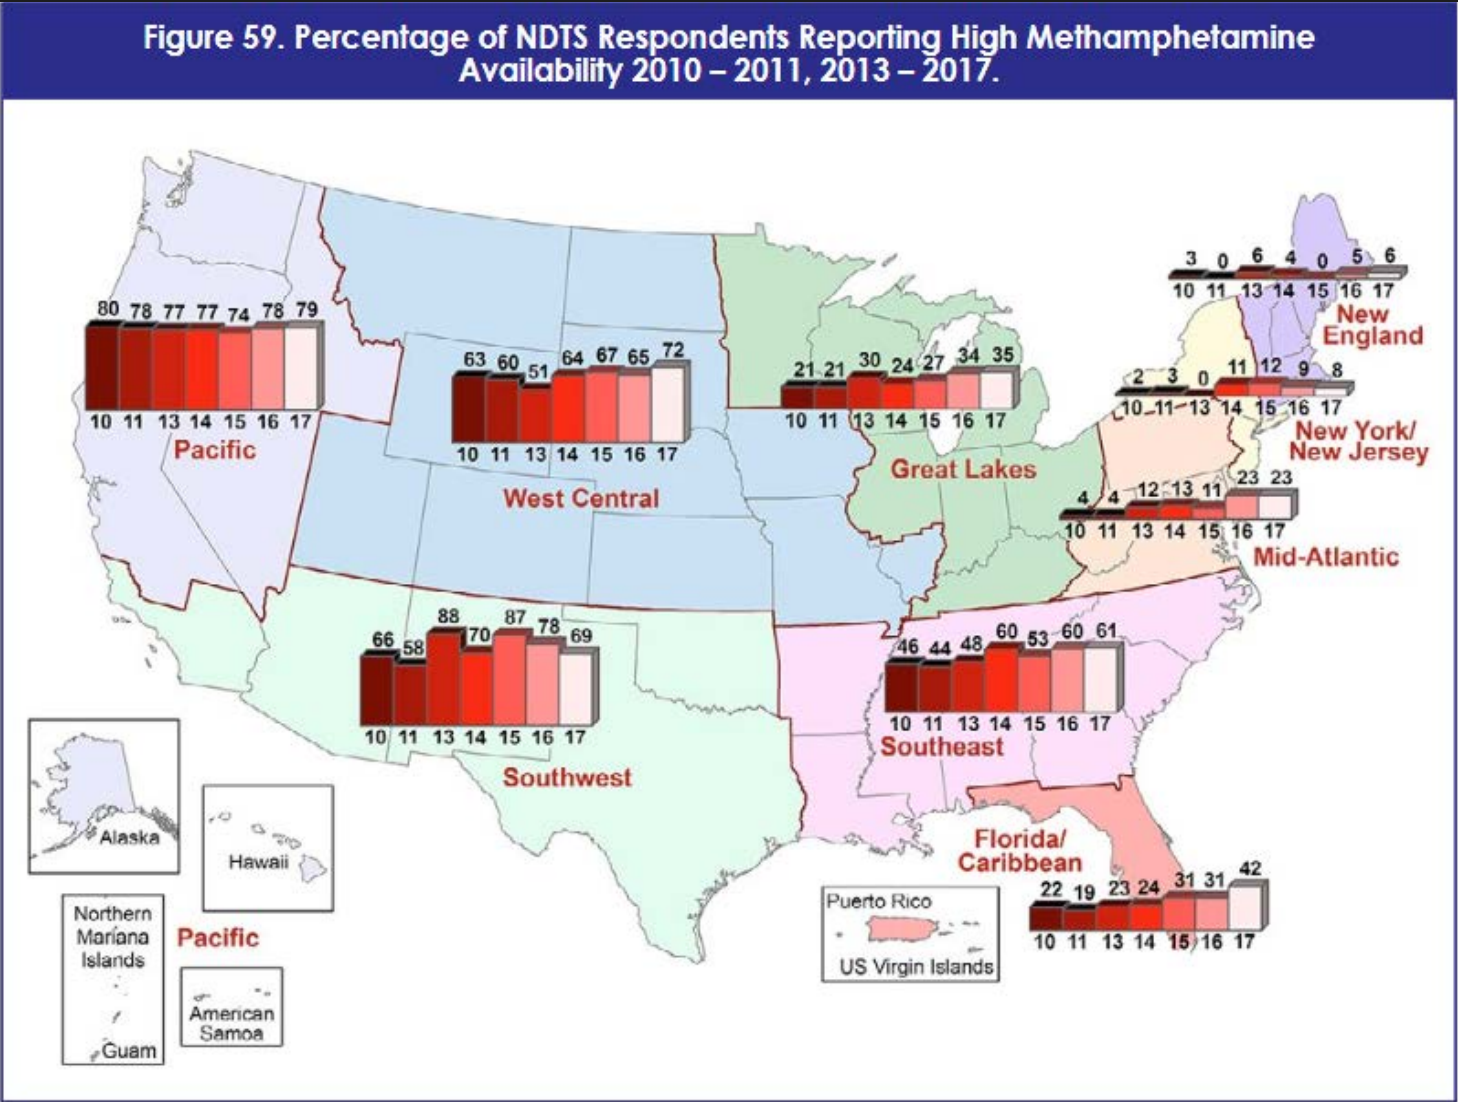 Figure 59. Percentage of NDTS Respondents Reporting High Methamphetamine
Availability 2010 – 2011, 2013 – 2017.
3 0 6 4 0 5 6
10 11 13 14 15 16 17
New
England
80 78 77 77 74 78 79
10 11 13 14 15 16 17
Pacific
63 60 51 64 67 65 72
10 11 13 14 15 16 17
West Central
21 21 30 24 27 34 35
10 11 13 14 15 16 17
Great Lakes
2 3 0 11 12 9 8
10 11 13 14 15 16 17
New York/
New Jersey
4 4 12 13 11 23 23
10 11 13 14 15 16 17
Mid-Atlantic
66 58 88 70 87 78 69
10 11 13 14 15 16 17
Southwest
46 44 48 60 53 60 61
10 11 13 14 15 16 17
Southeast
Florida/
Caribbean
22 19 23 24 31 31 42
10 11 13 14 15 16 17
Alaska
Hawaii
Northern
Mariana
Islands
Guam
Pacific
American
Samoa
Puerto Rico
US Virgin Islands